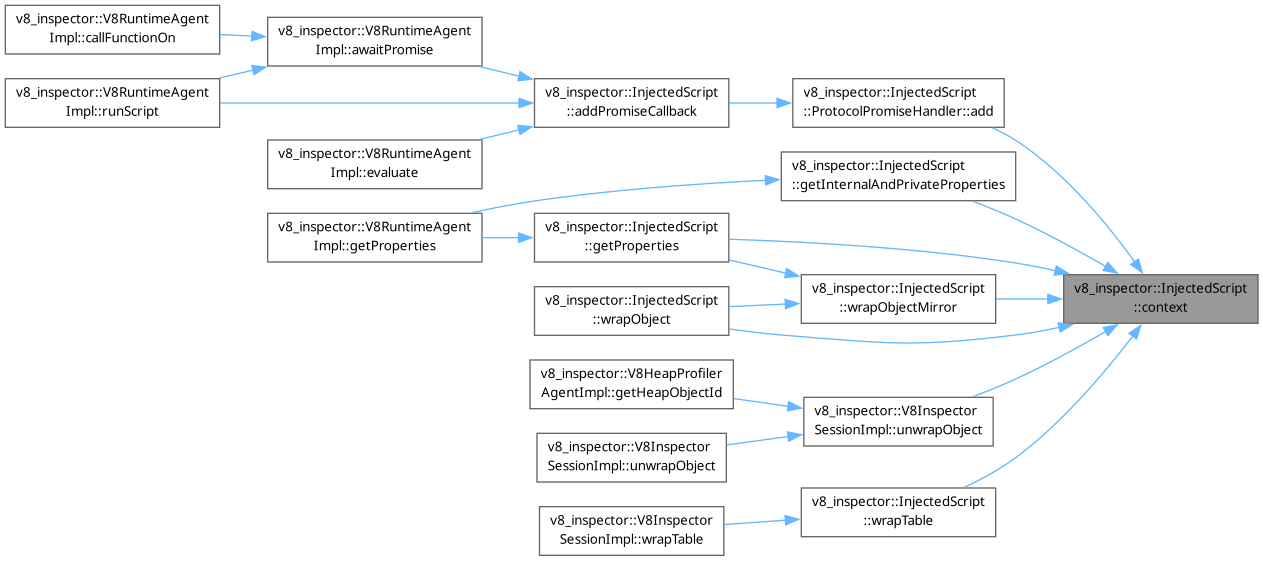 v8_inspector::V8RuntimeAgent
Impl::callFunctionOn
v8_inspector::V8RuntimeAgent
Impl::awaitPromise
v8_inspector::V8RuntimeAgent
Impl::runScript
v8_inspector::InjectedScript
::addPromiseCallback
v8_inspector::InjectedScript
::ProtocolPromiseHandler::add
v8_inspector::V8RuntimeAgent
Impl::evaluate
v8_inspector::InjectedScript
::getInternalAndPrivateProperties
v8_inspector::V8RuntimeAgent
Impl::getProperties
v8_inspector::InjectedScript
::getProperties
v8_inspector::InjectedScript
::wrapObjectMirror
v8_inspector::InjectedScript
::context
v8_inspector::InjectedScript
::wrapObject
v8_inspector::V8HeapProfiler
AgentImpl::getHeapObjectId
v8_inspector::V8Inspector
SessionImpl::unwrapObject
v8_inspector::V8Inspector
SessionImpl::unwrapObject
v8_inspector::InjectedScript
::wrapTable
v8_inspector::V8Inspector
SessionImpl::wrapTable